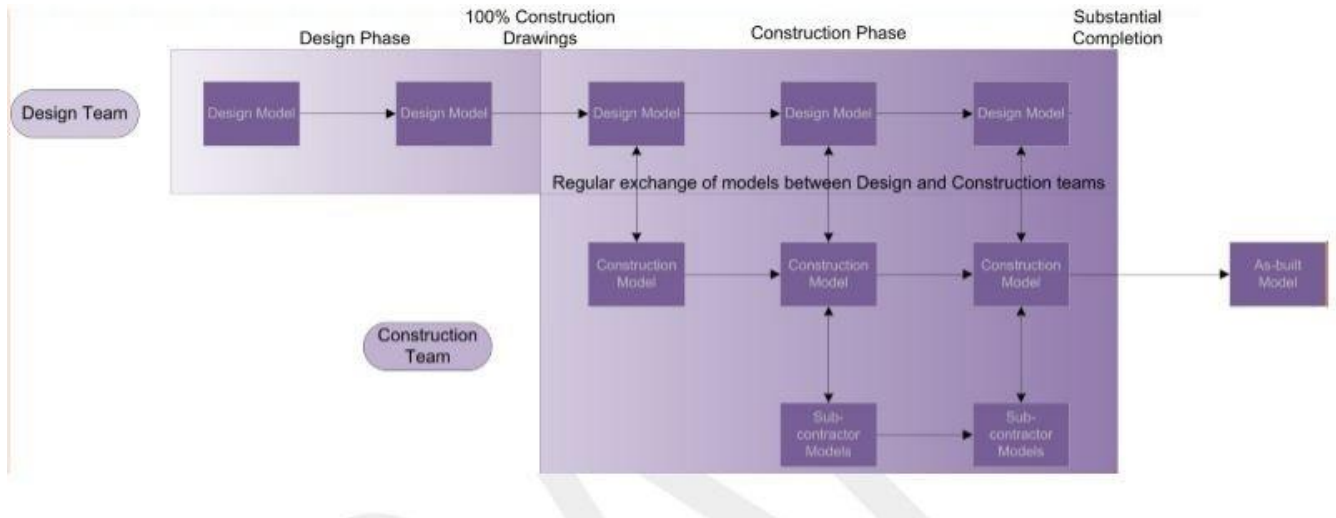 100% Construction
Drawings
Substantial
Completion
Design Phase
Construction Phase
Design Team
Design Model
Design Model
Design Model
Design Model
Design Model
Regular exchange of models between Design and Construction teams
Construction
Model
Construction
Model
Construction
Model
As-built
Model
Construction
Team
Sub-
contractor
Models
Sub-
contractor
Models